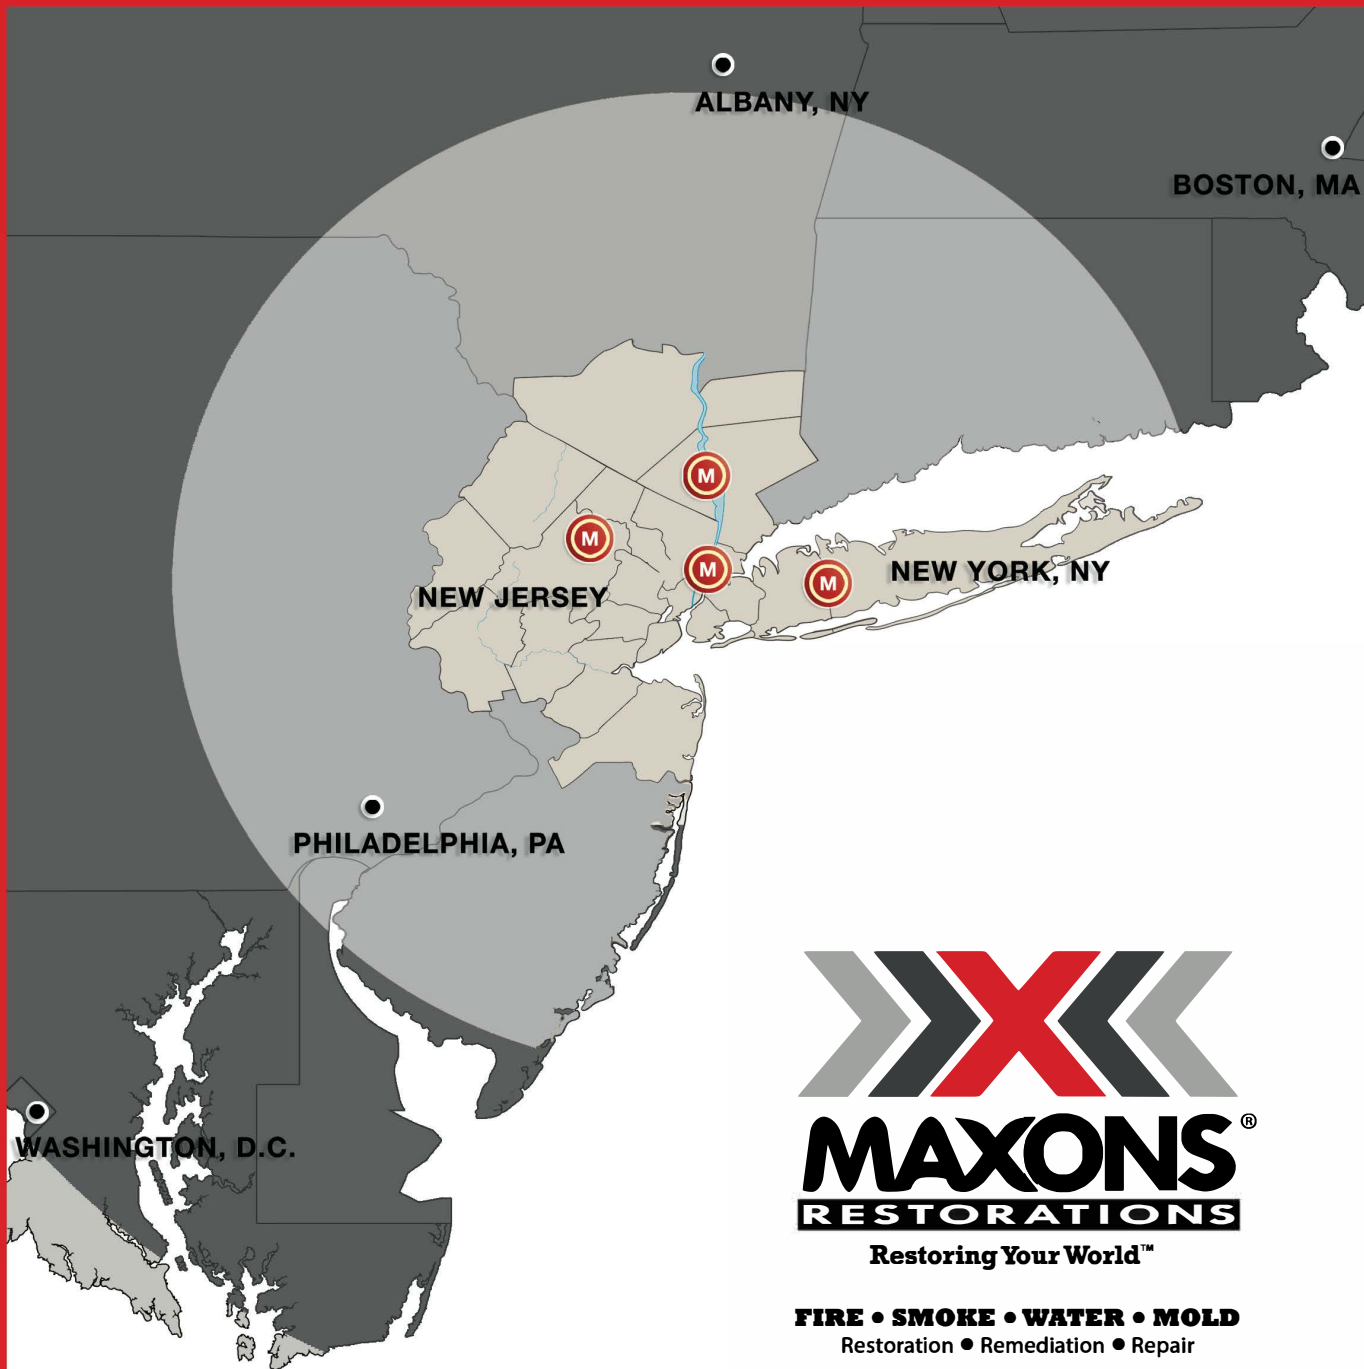 ALBANY, NY
BOSTON, MA
M
M
M
M
NEW YORK, NY
NEW JERSEY
PHILADELPHIA, PA
WASHINGTON, D.C.
MAXONS®
RESTORATIONS
Restoring Your World™
FIRE • SMOKE • WATER • MOLD
Restoration • Remediation • Repair